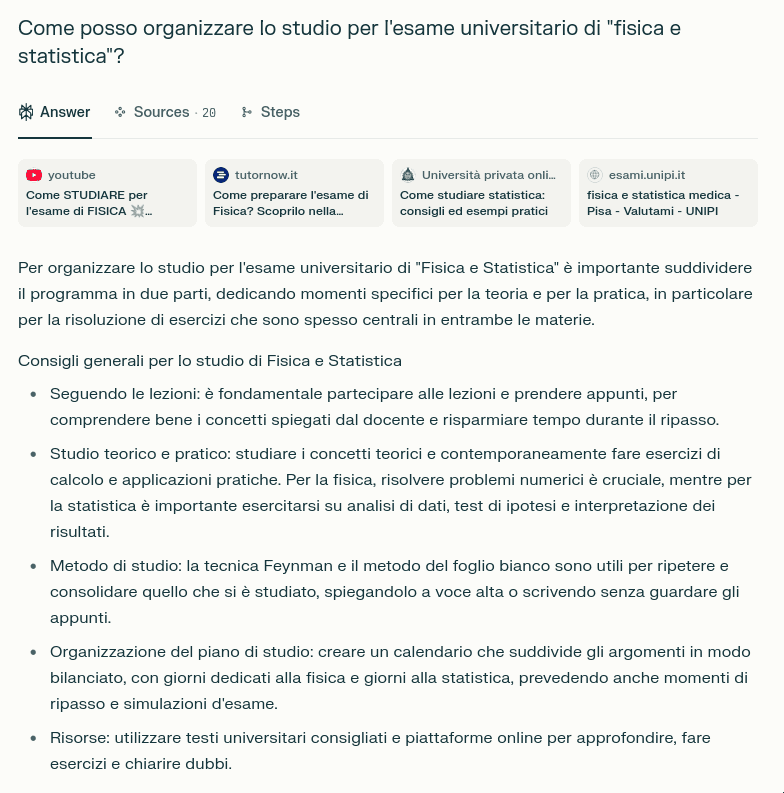 Come posso organizzare lo studio per l'esame universitario di "fisica e
statistica"?
Answer
Sources · 20
Steps
youtube
Come STUDIARE per
l'esame di FISICA 💥...
tutornow.it
Come preparare l'esame di
Fisica? Scoprilo nella...
Università privata onli...
Come studiare statistica:
consigli ed esempi pratici
esami.unipi.it
fisica e statistica medica -
Pisa - Valutami - UNIPI
Per organizzare lo studio per l'esame universitario di "Fisica e Statistica" è importante suddividere
il programma in due parti, dedicando momenti specifici per la teoria e per la pratica, in particolare
per la risoluzione di esercizi che sono spesso centrali in entrambe le materie.
Consigli generali per lo studio di Fisica e Statistica
• Seguendo le lezioni: è fondamentale partecipare alle lezioni e prendere appunti, per
comprendere bene i concetti spiegati dal docente e risparmiare tempo durante il ripasso.
• Studio teorico e pratico: studiare i concetti teorici e contemporaneamente fare esercizi di
calcolo e applicazioni pratiche. Per la fisica, risolvere problemi numerici è cruciale, mentre per
la statistica è importante esercitarsi su analisi di dati, test di ipotesi e interpretazione dei
risultati.
• Metodo di studio: la tecnica Feynman e il metodo del foglio bianco sono utili per ripetere e
consolidare quello che si è studiato, spiegandolo a voce alta o scrivendo senza guardare gli
appunti.
• Organizzazione del piano di studio: creare un calendario che suddivide gli argomenti in modo
bilanciato, con giorni dedicati alla fisica e giorni alla statistica, prevedendo anche momenti di
ripasso e simulazioni d'esame.
• Risorse: utilizzare testi universitari consigliati e piattaforme online per approfondire, fare
esercizi e chiarire dubbi.